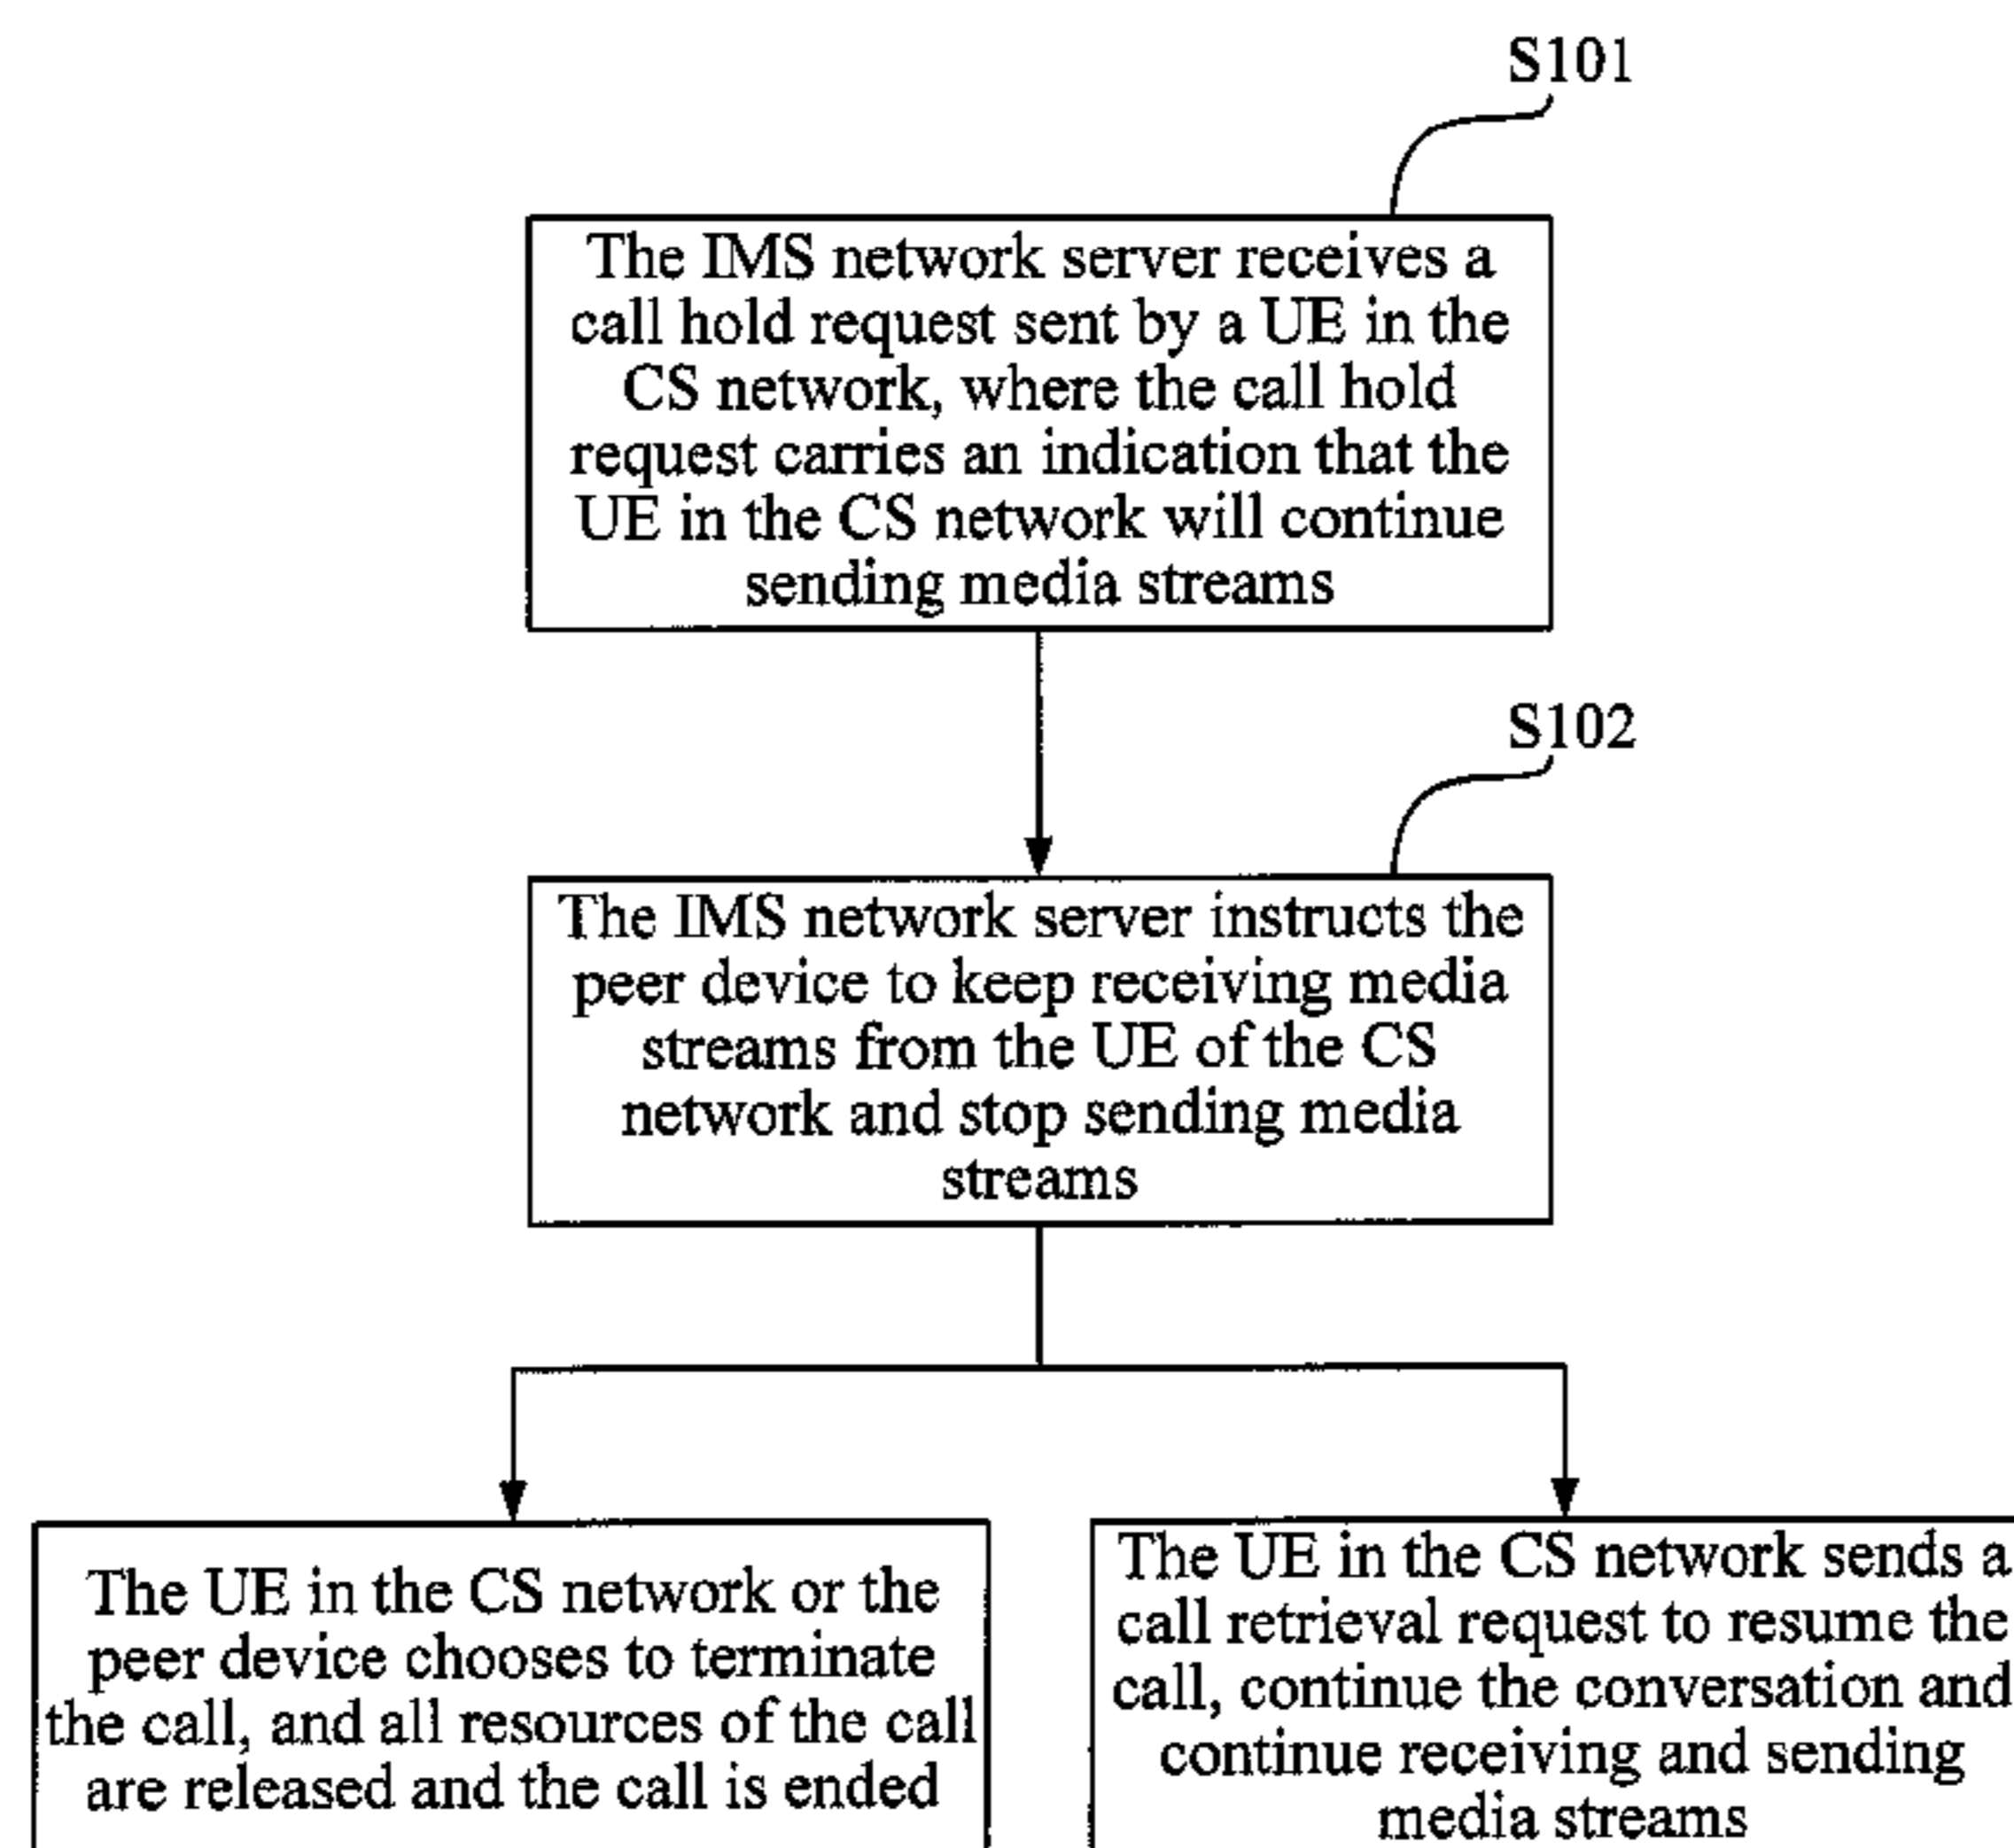 S101
The IMS network server receives a
call hold request sent by a UE in the
CS network, where the call hold
request carries an indication that the
UE in the CS network will continue
sending media streams
S102
The IMS network server instructs the
peer device to keep receiving media
streams from the UE of the CS
network and stop sending media
streams
The UE in the CS network or the
peer device chooses to terminate
the call, and all resources of the call
are released and the call is ended
The UE in the CS network sends a
call retrieval request to resume the
call, continue the conversation and
continue receiving and sending
media streams